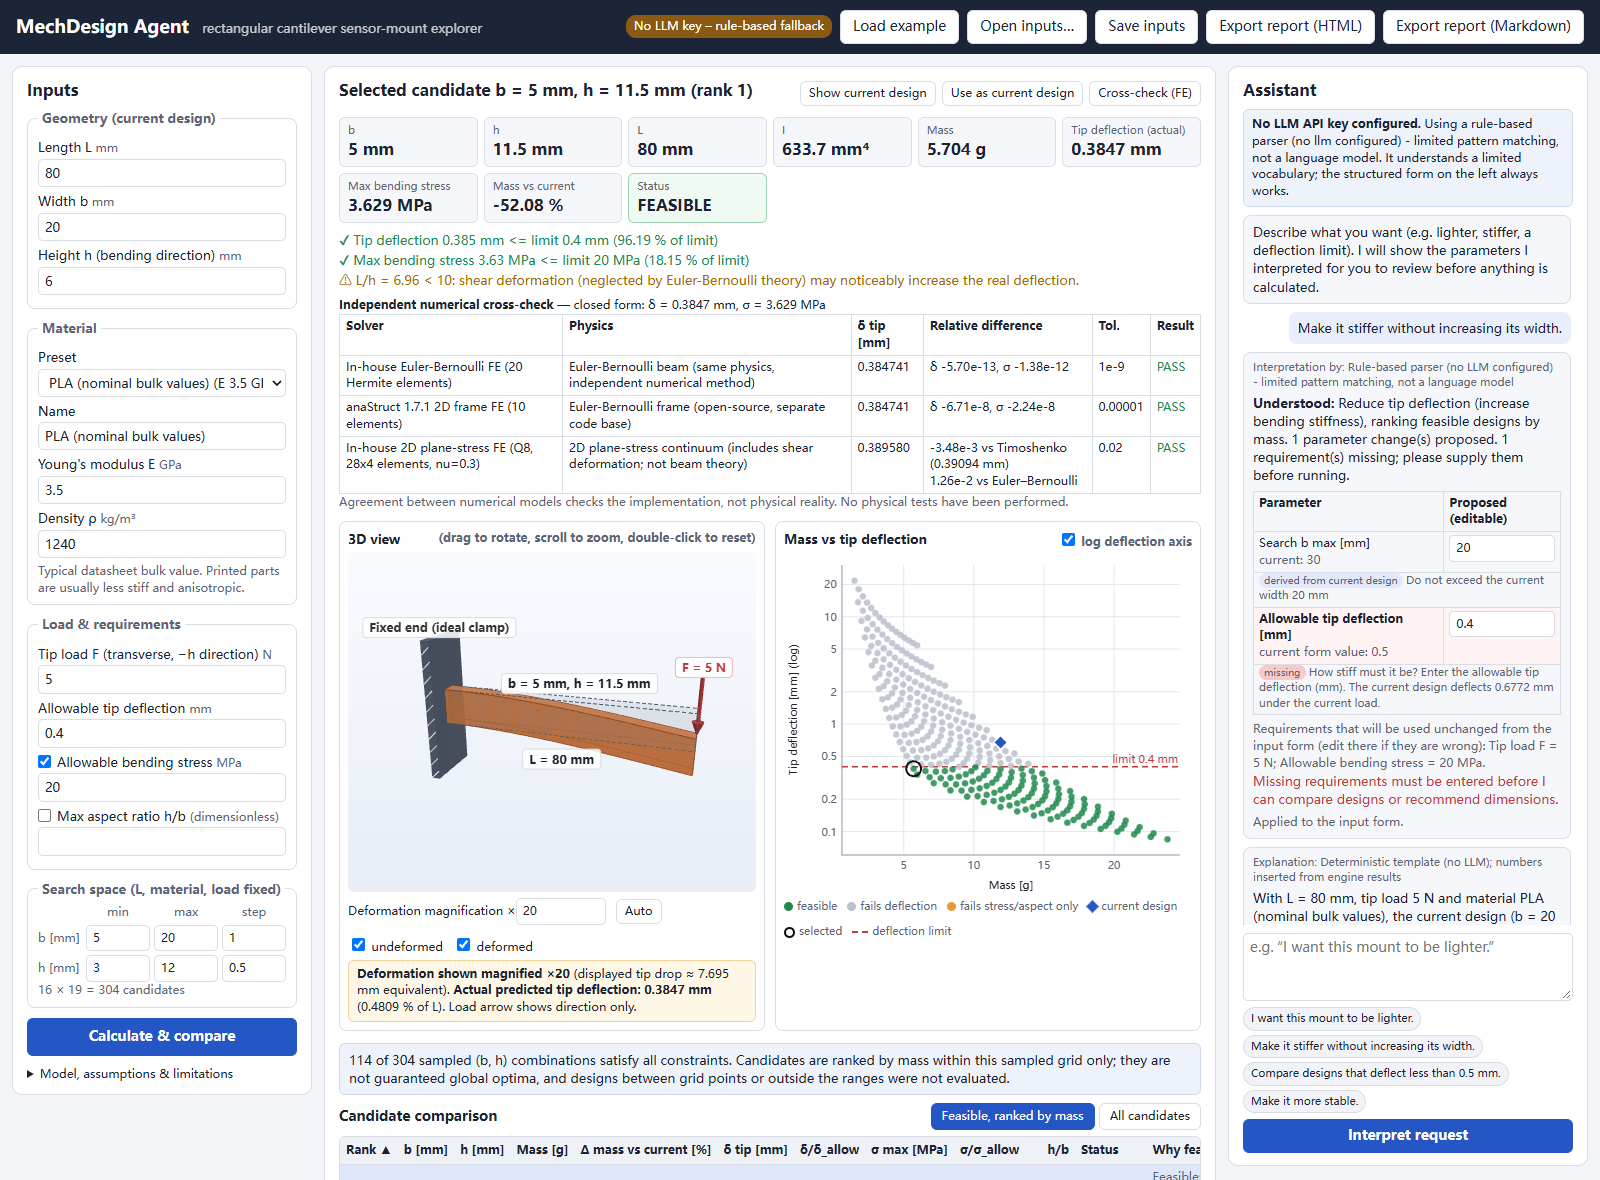 MechDesign Agent
rectangular cantilever sensor-mount explorer
No LLM key – rule-based fallback
Load example
Open inputs...
Save inputs
Export report (HTML)
Export report (Markdown)
Inputs
Geometry (current design)
Length L mm
80
Width b mm
20
Height h (bending direction) mm
6
Material
Preset
PLA (nominal bulk values) (E 3.5 GI
Name
PLA (nominal bulk values)
Young's modulus E GPa
3.5
Density ρ kg/m³
1240
Typical datasheet bulk value. Printed parts
are usually less stiff and anisotropic.
Load & requirements
Tip load F (transverse, −h direction) N
5
Allowable tip deflection mm
0.4
Allowable bending stress MPa
20
Max aspect ratio h/b (dimensionless)
Search space (L, material, load fixed)
min max step
b [mm] 5 20 1
h [mm] 3 12 0.5
16 × 19 = 304 candidates
Calculate & compare
▶ Model, assumptions & limitations
Selected candidate b = 5 mm, h = 11.5 mm (rank 1)
Show current design
Use as current design
Cross-check (FE)
b
5 mm
h
11.5 mm
L
80 mm
I
633.7 mm⁴
Mass
5.704 g
Tip deflection (actual)
0.3847 mm
Max bending stress
3.629 MPa
Mass vs current
-52.08 %
Status
FEASIBLE
✓ Tip deflection 0.385 mm <= limit 0.4 mm (96.19 % of limit)
✓ Max bending stress 3.63 MPa <= limit 20 MPa (18.15 % of limit)
⚠ L/h = 6.96 < 10: shear deformation (neglected by Euler-Bernoulli theory) may noticeably increase the real deflection.
Independent numerical cross-check — closed form: δ = 0.3847 mm, σ = 3.629 MPa
Solver Physics δ tip [mm] Relative difference Tol. Result
In-house Euler-Bernoulli FE (20 Hermite elements) Euler-Bernoulli beam (same physics, independent numerical method) 0.384741 δ -5.70e-13, σ -1.38e-12 1e-9 PASS
anaStruct 1.7.1 2D frame FE (10 elements) Euler-Bernoulli frame (open-source, separate code base) 0.384741 δ -6.71e-8, σ -2.24e-8 0.00001 PASS
In-house 2D plane-stress FE (Q8, 28x4 elements, nu=0.3) 2D plane-stress continuum (includes shear deformation; not beam theory) 0.389580 -3.48e-3 vs Timoshenko (0.39094 mm) 1.26e-2 vs Euler–Bernoulli 0.02 PASS
Agreement between numerical models checks the implementation, not physical reality. No physical tests have been performed.
3D view
(drag to rotate, scroll to zoom, double-click to reset)
Fixed end (ideal clamp)
F = 5 N
b = 5 mm, h = 11.5 mm
L = 80 mm
Deformation magnification × 20
Auto
undeformed
deformed
Deformation shown magnified ×20 (displayed tip drop ≈ 7.695
mm equivalent). Actual predicted tip deflection: 0.3847 mm
(0.4809 % of L). Load arrow shows direction only.
Mass vs tip deflection
log deflection axis
Tip deflection [mm] (log)
20
10
5
2
1
0.5
0.2
0.1
limit 0.4 mm
5 10 15 20
Mass [g]
feasible
fails deflection
fails stress/aspect only
current design
selected
deflection limit
114 of 304 sampled (b, h) combinations satisfy all constraints. Candidates are ranked by mass within this sampled grid only; they are
not guaranteed global optima, and designs between grid points or outside the ranges were not evaluated.
Candidate comparison
Feasible, ranked by mass
All candidates
Rank ▲ b [mm] h [mm] Mass [g] Δ mass vs current [%] δ tip [mm] δ/δ_allow σ max [MPa] σ/σ_allow h/b Status Why fea
Feasible
Assistant
No LLM API key configured. Using a rule-based
parser (no llm configured) - limited pattern matching,
not a language model. It understands a limited
vocabulary; the structured form on the left always
works.
Describe what you want (e.g. lighter, stiffer, a
deflection limit). I will show the parameters I
interpreted for you to review before anything is
calculated.
Make it stiffer without increasing its width.
Interpretation by: Rule-based parser (no LLM configured)
- limited pattern matching, not a language model
Understood: Reduce tip deflection (increase
bending stiffness), ranking feasible designs by
mass. 1 parameter change(s) proposed. 1
requirement(s) missing; please supply them
before running.
Parameter Proposed (editable)
Search b max [mm] 20
current: 30
derived from current design Do not exceed the current
width 20 mm
Allowable tip deflection [mm] 0.4
current form value: 0.5
missing How stiff must it be? Enter the allowable tip
deflection (mm). The current design deflects 0.6772 mm
under the current load.
Requirements that will be used unchanged from the
input form (edit there if they are wrong): Tip load F =
5 N; Allowable bending stress = 20 MPa.
Missing requirements must be entered before I
can compare designs or recommend dimensions.
Applied to the input form.
Explanation: Deterministic template (no LLM); numbers
inserted from engine results
With L = 80 mm, tip load 5 N and material PLA
(nominal bulk values), the current design (b = 20
e.g. “I want this mount to be lighter.”
I want this mount to be lighter.
Make it stiffer without increasing its width.
Compare designs that deflect less than 0.5 mm.
Make it more stable.
Interpret request